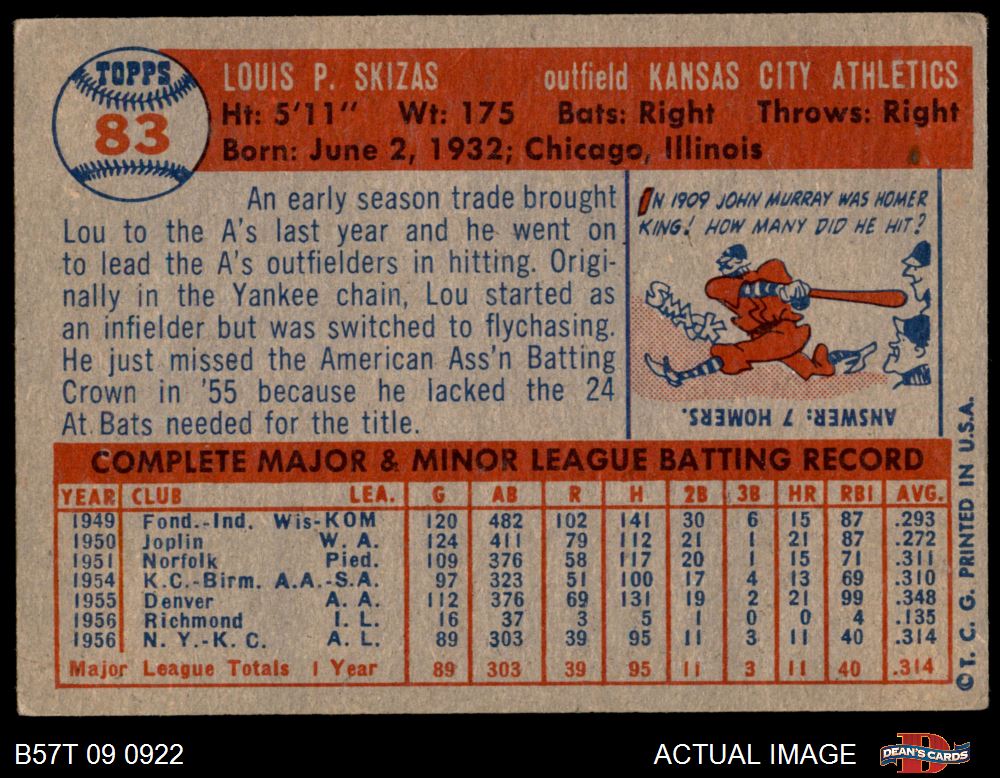 TOPPS
83
LOUIS P. SKIZAS outfield KANSAS CITY ATHLETICS
Ht: 5'11" Wt: 175 Bats: Right Throws: Right
Born: June 2, 1932; Chicago, Illinois
An early season trade brought
Lou to the A's last year and he went on
to lead the A's outfielders in hitting. Origi-
nally in the Yankee chain, Lou started as
an infielder but was switched to flychasing.
He just missed the American Ass'n Batting
Crown in '55 because he lacked the 24
At Bats needed for the title.
IN 1909 JOHN MURRAY WAS HOMER
KING! HOW MANY DID HE HIT?
SMACK
ANSWER: 7 HOMERS.
COMPLETE MAJOR & MINOR LEAGUE BATTING RECORD
YEAR CLUB LEA. G AB R H 2B 3B HR RBI AVG.
1949 Fond.-Ind. Wis-KOM 120 482 102 141 30 6 15 87 .293
1950 Joplin W. A. 124 411 79 112 21 1 21 87 .272
1951 Norfolk Pied. 109 376 58 117 20 1 15 71 .311
1954 K.C.-Birm. A.A.-S.A. 97 323 51 100 17 4 13 69 .310
1955 Denver A. A. 112 376 69 131 19 2 21 99 .348
1956 Richmond I. L. 16 37 3 5 1 0 0 4 .135
1956 N. Y.-K. C. A. L. 89 303 39 95 11 3 11 40 .314
Major League Totals 1 Year 89 303 39 95 11 3 11 40 .314
© T. C. G. PRINTED IN U.S.A.
B57T 09 0922 ACTUAL IMAGE DEAN'S CARDS